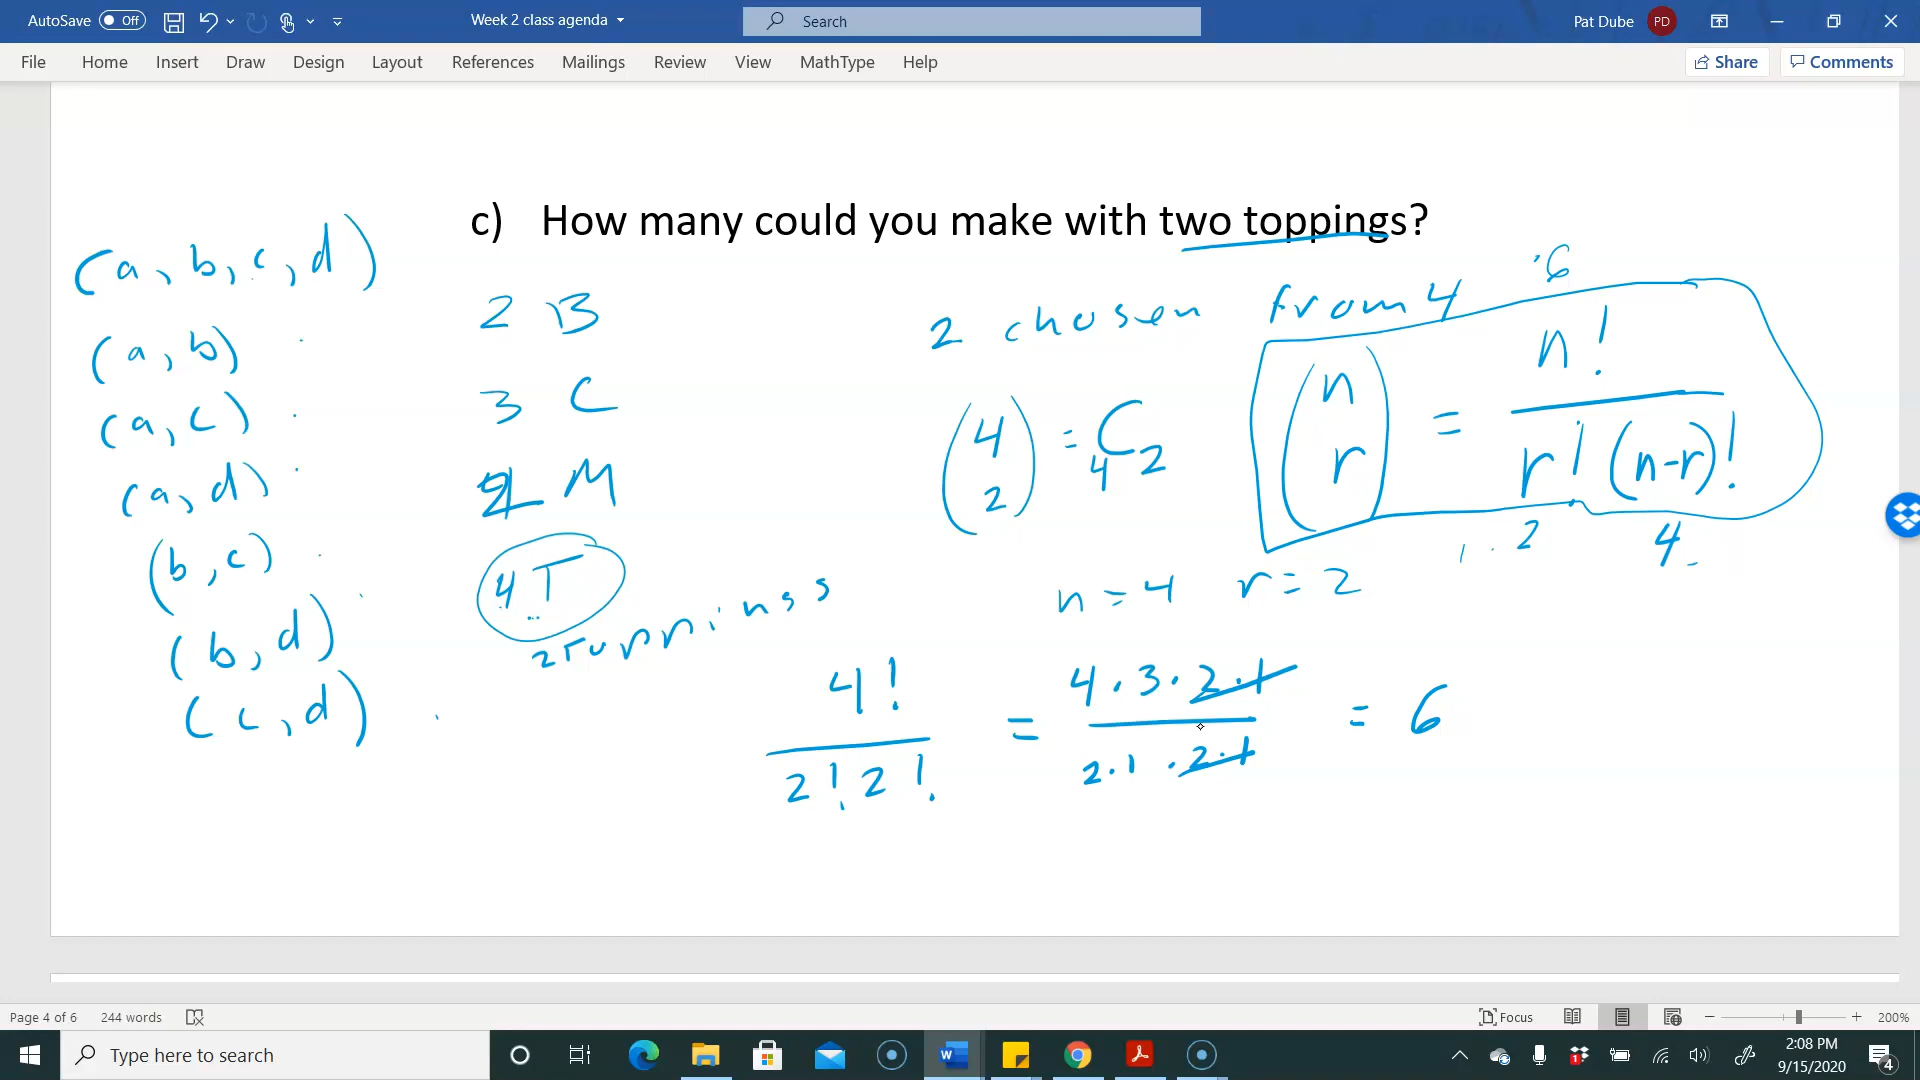 AutoSave Off Week 2 class agenda Search Pat Dube PD
File Home Insert Draw Design Layout References Mailings Review View MathType Help Share Comments
c) How many could you make with two toppings?
(a, b, c, d)
(a, b)
(a, c)
(a, d)
(b, c)
(b, d)
(c, d)
2 B
3 C
M
4 T
2 chosen from 4
6
(4 2) = 4 C 2
(n r) = n! / r! (n-r)!
2 4
n = 4 r = 2
4! / 2! 2! = 4 · 3 · 2 · 1 / 2 · 1 · 2 · 1 = 6
Page 4 of 6 244 words Focus 200%
Type here to search
2:08 PM
9/15/2020
4